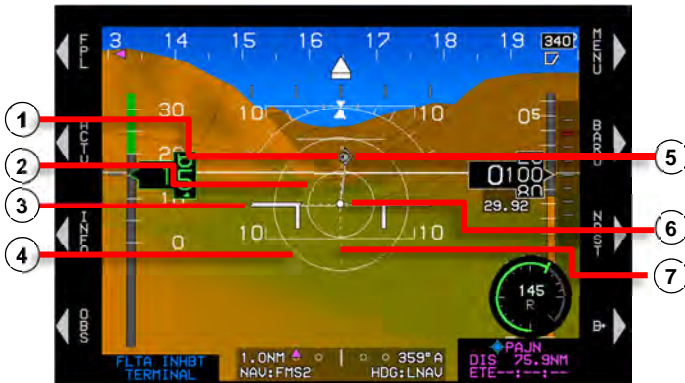 FPL
3 14 15 16 17 18 19 340?
MENU
1
30 10 10 05
ACTV
BARO
2
20 20
5
0100
80
3
10
29.92
INFO
NRST
6
4
0 10 10
7
145
R
OBS
FLTA INHBT
TERMINAL
1.0NM 359°A
NAV:FMS2 HDG:LNAV
PAJN
DIS 75.9NM
ETE--:--:--